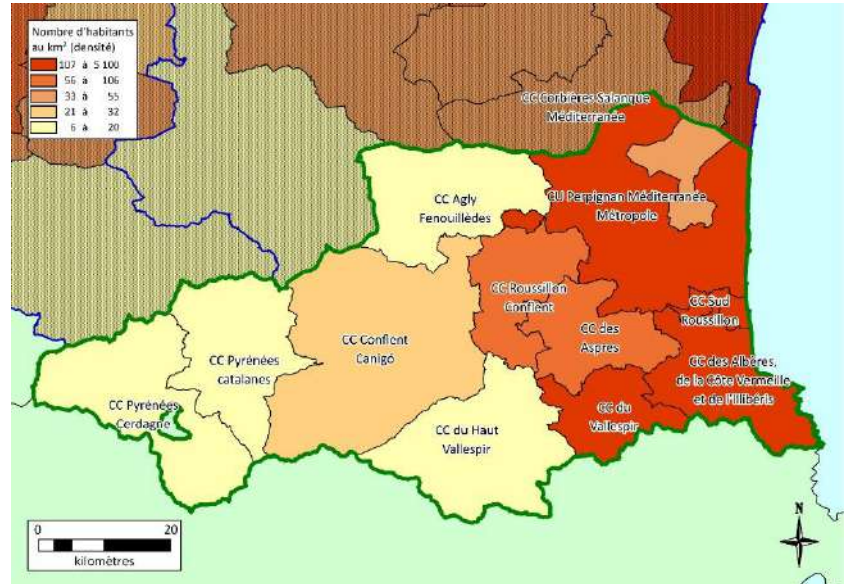 Nombre d'habitants
au km² (densité)
107 à 5 100
56 à 106
33 à 55
21 à 32
6 à 20
CC Corbières Salanque
Méditerranée
CC Agly
Fenouillèdes
CU Perpignan Méditerranée
Métropole
CC Roussillon
Conflent
CC Sud
Roussillon
CC des
Aspres
CC Conflent
Canigó
CC Pyrénées
catalanes
CC des Albères,
de la Côte Vermeille
et de l'Illibéris
CC Pyrénées
Cerdagne
CC du
Vallespir
CC du Haut
Vallespir
N
0 20
kilomètres